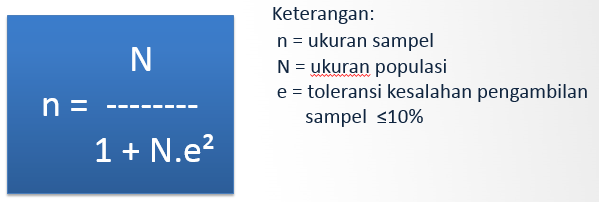 N
n = --------
1 + N.e²
Keterangan:
n = ukuran sampel
N = ukuran populasi
e = toleransi kesalahan pengambilan
sampel ≤10%